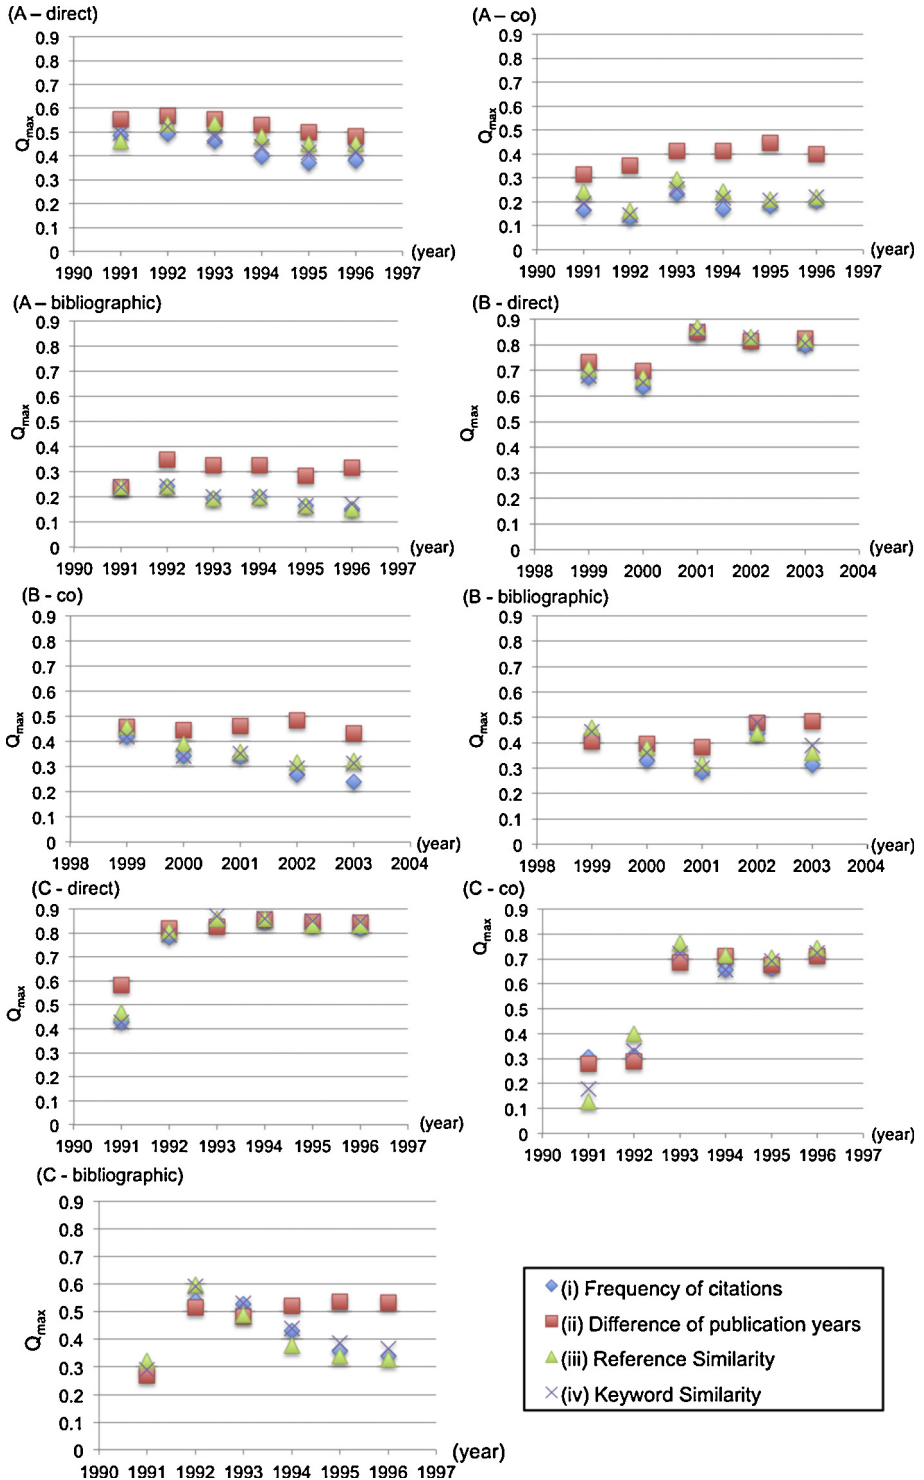 (A – direct)
0.9
0.8
0.7
0.6
0.5
0.4
0.3
0.2
0.1
0
Qmax
1990 1991 1992 1993 1994 1995 1996 1997
(year)
(A – co)
0.9
0.8
0.7
0.6
0.5
0.4
0.3
0.2
0.1
0
Qmax
1990 1991 1992 1993 1994 1995 1996 1997
(year)
(A – bibliographic)
0.9
0.8
0.7
0.6
0.5
0.4
0.3
0.2
0.1
0
Qmax
1990 1991 1992 1993 1994 1995 1996 1997
(year)
(B - direct)
0.9
0.8
0.7
0.6
0.5
0.4
0.3
0.2
0.1
0
Qmax
1998 1999 2000 2001 2002 2003 2004
(year)
(B - co)
0.9
0.8
0.7
0.6
0.5
0.4
0.3
0.2
0.1
0
Qmax
1998 1999 2000 2001 2002 2003 2004
(year)
(B - bibliographic)
0.9
0.8
0.7
0.6
0.5
0.4
0.3
0.2
0.1
0
Qmax
1998 1999 2000 2001 2002 2003 2004
(year)
(C - direct)
0.9
0.8
0.7
0.6
0.5
0.4
0.3
0.2
0.1
0
Qmax
1990 1991 1992 1993 1994 1995 1996 1997
(year)
(C - co)
0.9
0.8
0.7
0.6
0.5
0.4
0.3
0.2
0.1
0
Qmax
1990 1991 1992 1993 1994 1995 1996 1997
(year)
(C - bibliographic)
0.9
0.8
0.7
0.6
0.5
0.4
0.3
0.2
0.1
0
Qmax
1990 1991 1992 1993 1994 1995 1996 1997
(year)
(i) Frequency of citations
(ii) Difference of publication years
(iii) Reference Similarity
(iv) Keyword Similarity